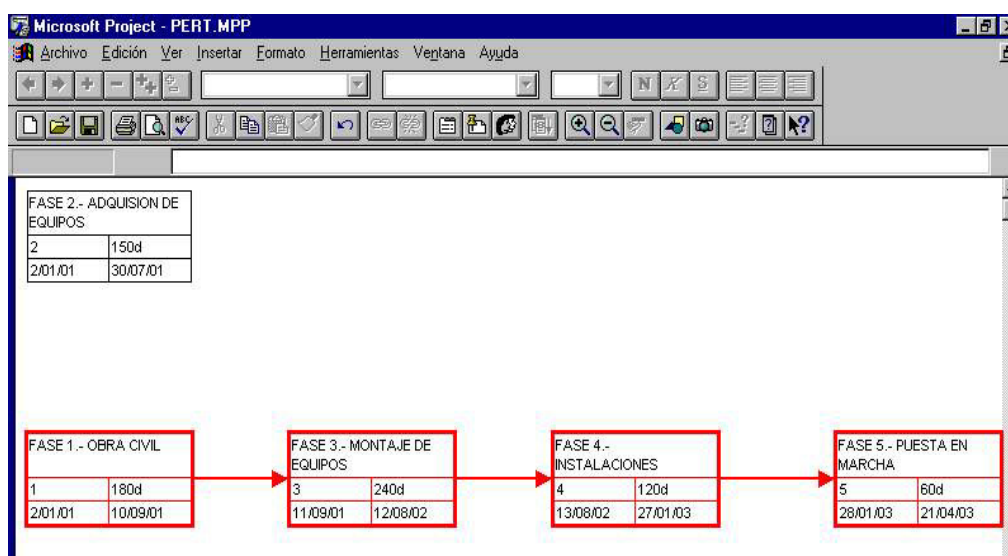 Microsoft Project - PERT.MPP
Archivo Edición Ver Insertar Formato Herramientas Ventana Ayuda
N K S
ABC
FASE 2.- ADQUISION DE
EQUIPOS
2 150d
2/01/01 30/07/01
FASE 1.- OBRA CIVIL
1 180d
2/01/01 10/09/01
FASE 3.- MONTAJE DE
EQUIPOS
3 240d
11/09/01 12/08/02
FASE 4.-
INSTALACIONES
4 120d
13/08/02 27/01/03
FASE 5.- PUESTA EN
MARCHA
5 60d
28/01/03 21/04/03